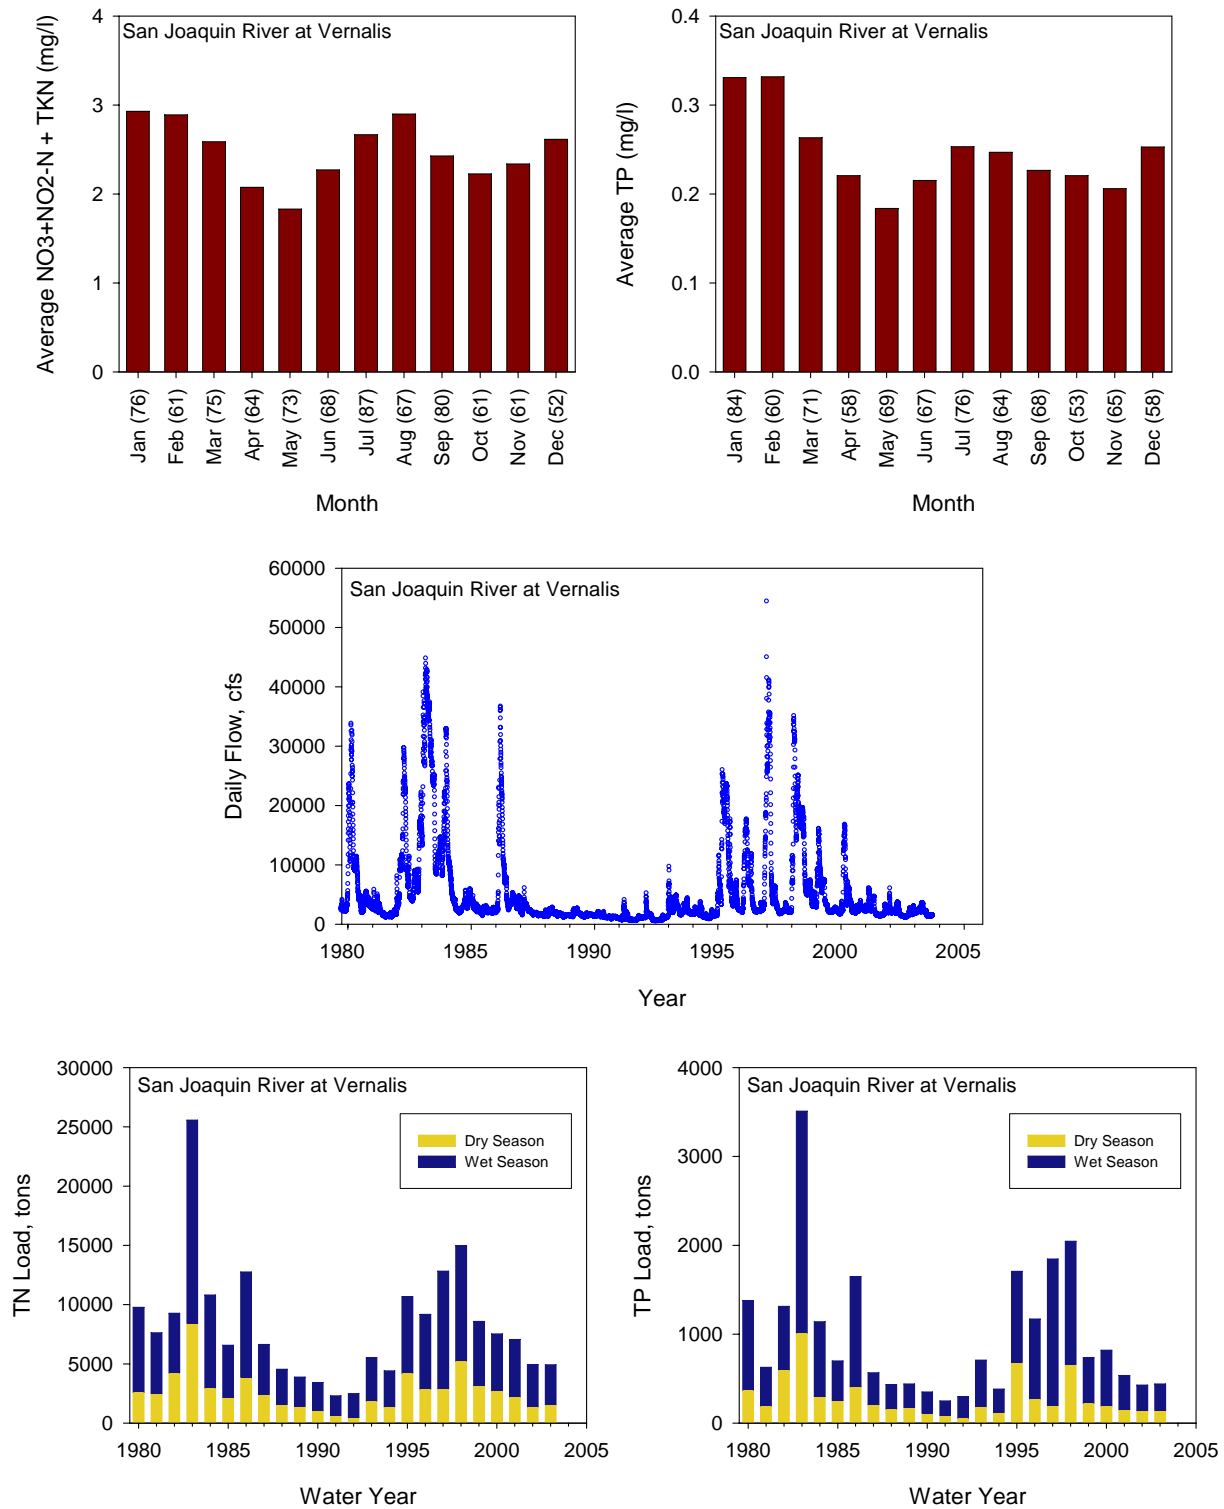 San Joaquin River at Vernalis
Average NO3+NO2-N + TKN (mg/l)
4
3
2
1
0
Jan (76)
Feb (61)
Mar (75)
Apr (64)
May (73)
Jun (68)
Jul (87)
Aug (67)
Sep (80)
Oct (61)
Nov (61)
Dec (52)
Month
San Joaquin River at Vernalis
Average TP (mg/l)
0.4
0.3
0.2
0.1
0.0
Jan (84)
Feb (60)
Mar (71)
Apr (58)
May (69)
Jun (67)
Jul (76)
Aug (64)
Sep (68)
Oct (53)
Nov (65)
Dec (58)
Month
San Joaquin River at Vernalis
Daily Flow, cfs
60000
50000
40000
30000
20000
10000
0
1980 1985 1990 1995 2000 2005
Year
San Joaquin River at Vernalis
Dry Season
Wet Season
TN Load, tons
30000
25000
20000
15000
10000
5000
0
1980 1985 1990 1995 2000 2005
Water Year
San Joaquin River at Vernalis
Dry Season
Wet Season
TP Load, tons
4000
3000
2000
1000
0
1980 1985 1990 1995 2000 2005
Water Year